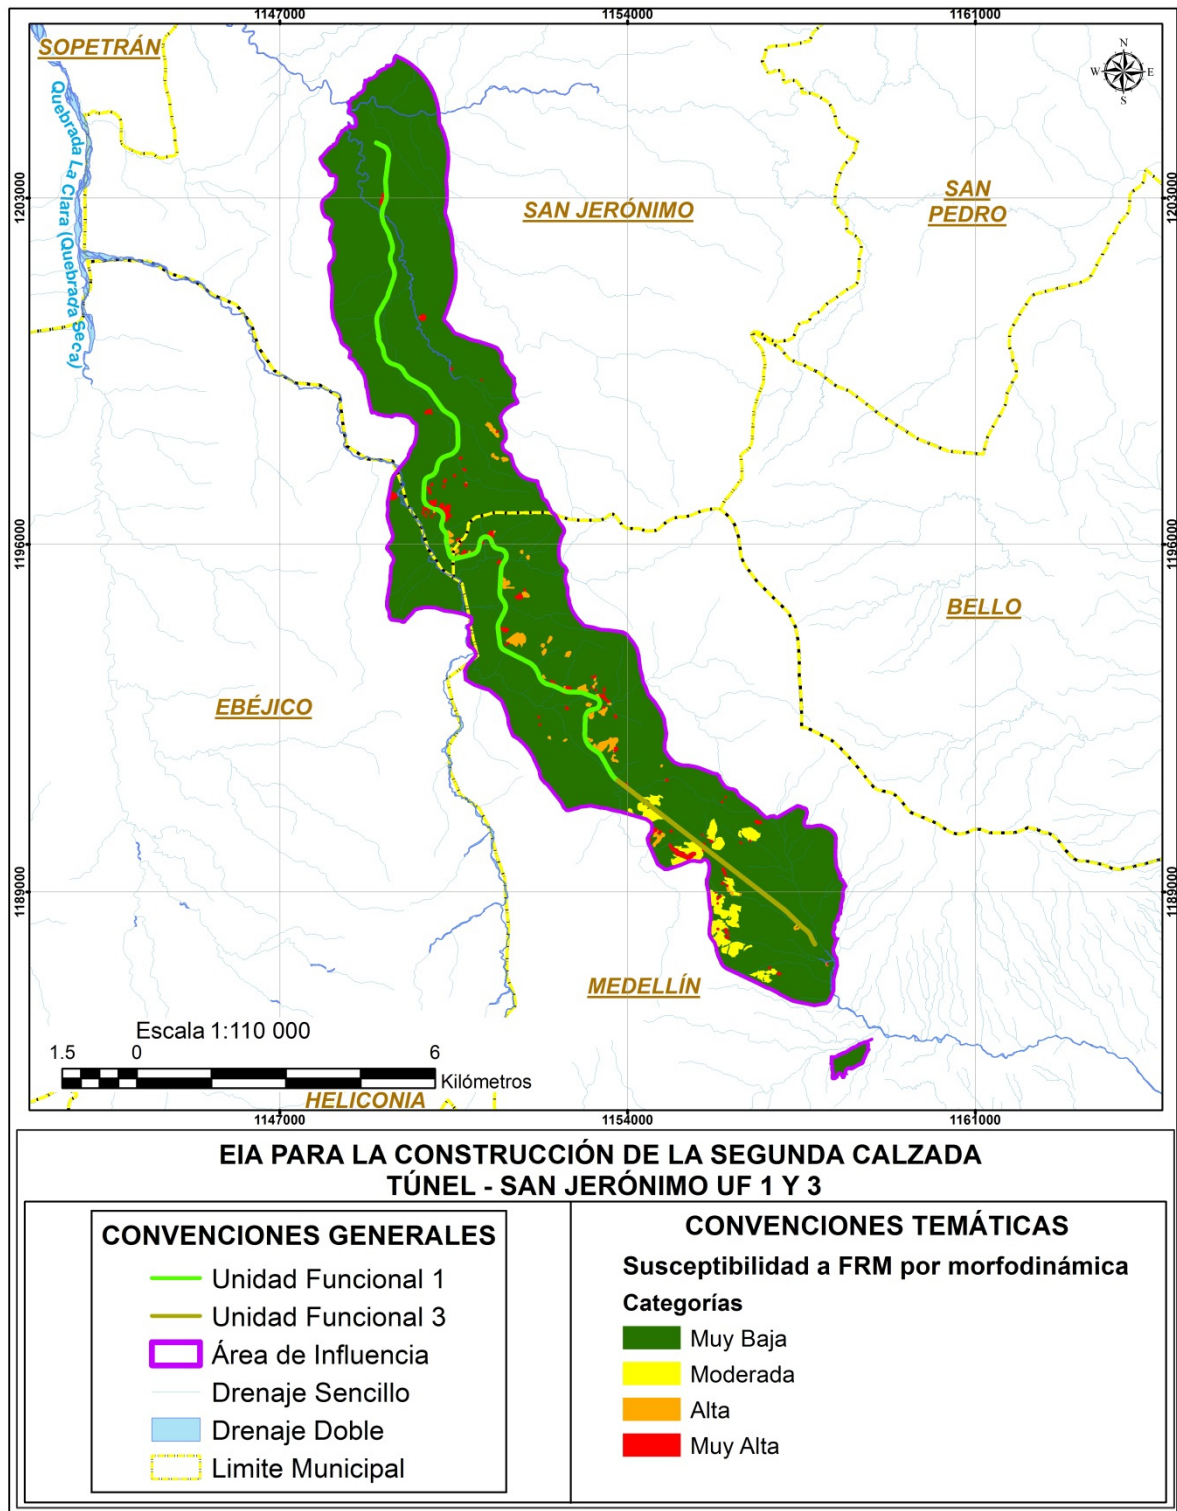 1147000
1154000
1161000
SOPETRÁN
N
W
E
S
Quebrada La Clara (Quebrada Seca)
1203000
1203000
SAN JERÓNIMO
SAN
PEDRO
1196000
1196000
BELLO
EBÉJICO
1189000
1189000
MEDELLÍN
Escala 1:110 000
1.5 0 6
Kilómetros
HELICONIA
1147000
1154000
1161000
EIA PARA LA CONSTRUCCIÓN DE LA SEGUNDA CALZADA
TÚNEL - SAN JERÓNIMO UF 1 Y 3
CONVENCIONES GENERALES
Unidad Funcional 1
Unidad Funcional 3
Área de Influencia
Drenaje Sencillo
Drenaje Doble
Limite Municipal
CONVENCIONES TEMÁTICAS
Susceptibilidad a FRM por morfodinámica
Categorías
Muy Baja
Moderada
Alta
Muy Alta